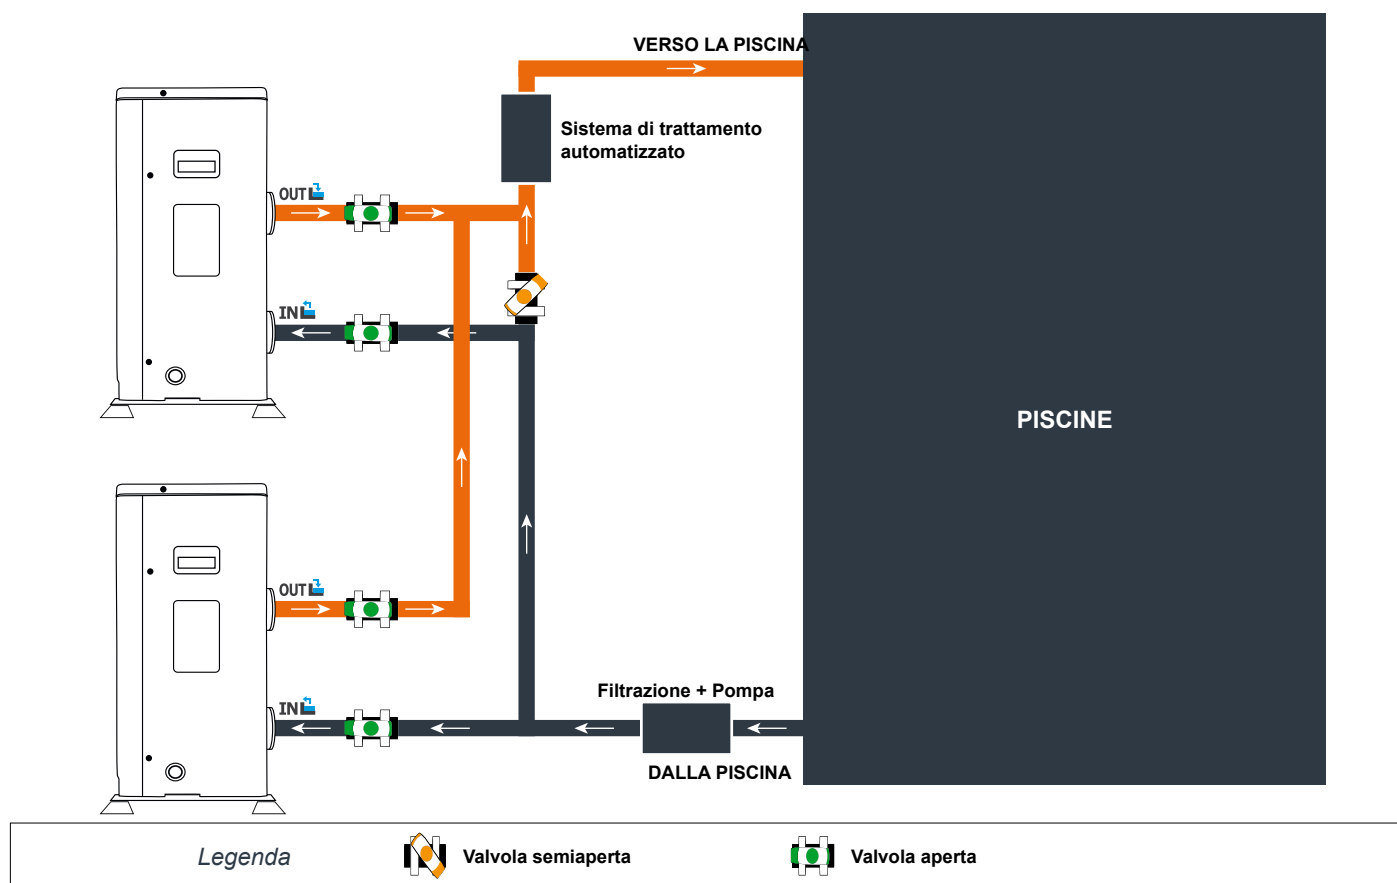 VERSO LA PISCINA
Sistema di trattamento
automatizzato
OUT
IN
PISCINE
OUT
IN
Filtrazione + Pompa
DALLA PISCINA
Legenda
Valvola semiaperta
Valvola aperta